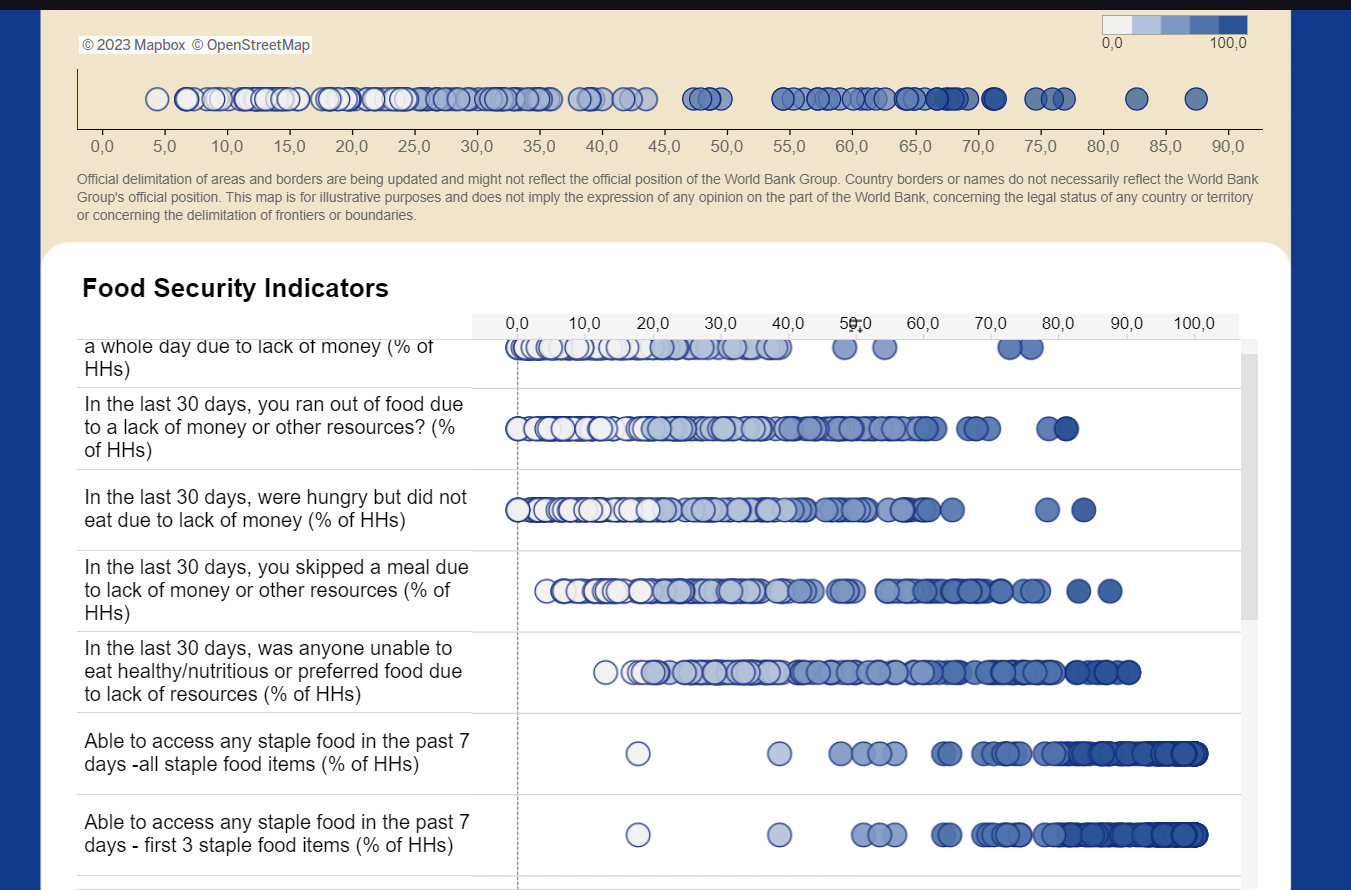 © 2023 Mapbox © OpenStreetMap
0,0 100,0
0,0 5,0 10,0 15,0 20,0 25,0 30,0 35,0 40,0 45,0 50,0 55,0 60,0 65,0 70,0 75,0 80,0 85,0 90,0
Official delimitation of areas and borders are being updated and might not reflect the official position of the World Bank Group. Country borders or names do not necessarily reflect the World Bank
Group's official position. This map is for illustrative purposes and does not imply the expression of any opinion on the part of the World Bank, concerning the legal status of any country or territory
or concerning the delimitation of frontiers or boundaries.
Food Security Indicators
0,0 10,0 20,0 30,0 40,0 50,0 60,0 70,0 80,0 90,0 100,0
a whole day due to lack of money (% of
HHs)
In the last 30 days, you ran out of food due
to a lack of money or other resources? (%
of HHs)
In the last 30 days, were hungry but did not
eat due to lack of money (% of HHs)
In the last 30 days, you skipped a meal due
to lack of money or other resources (% of
HHs)
In the last 30 days, was anyone unable to
eat healthy/nutritious or preferred food due
to lack of resources (% of HHs)
Able to access any staple food in the past 7
days -all staple food items (% of HHs)
Able to access any staple food in the past 7
days - first 3 staple food items (% of HHs)